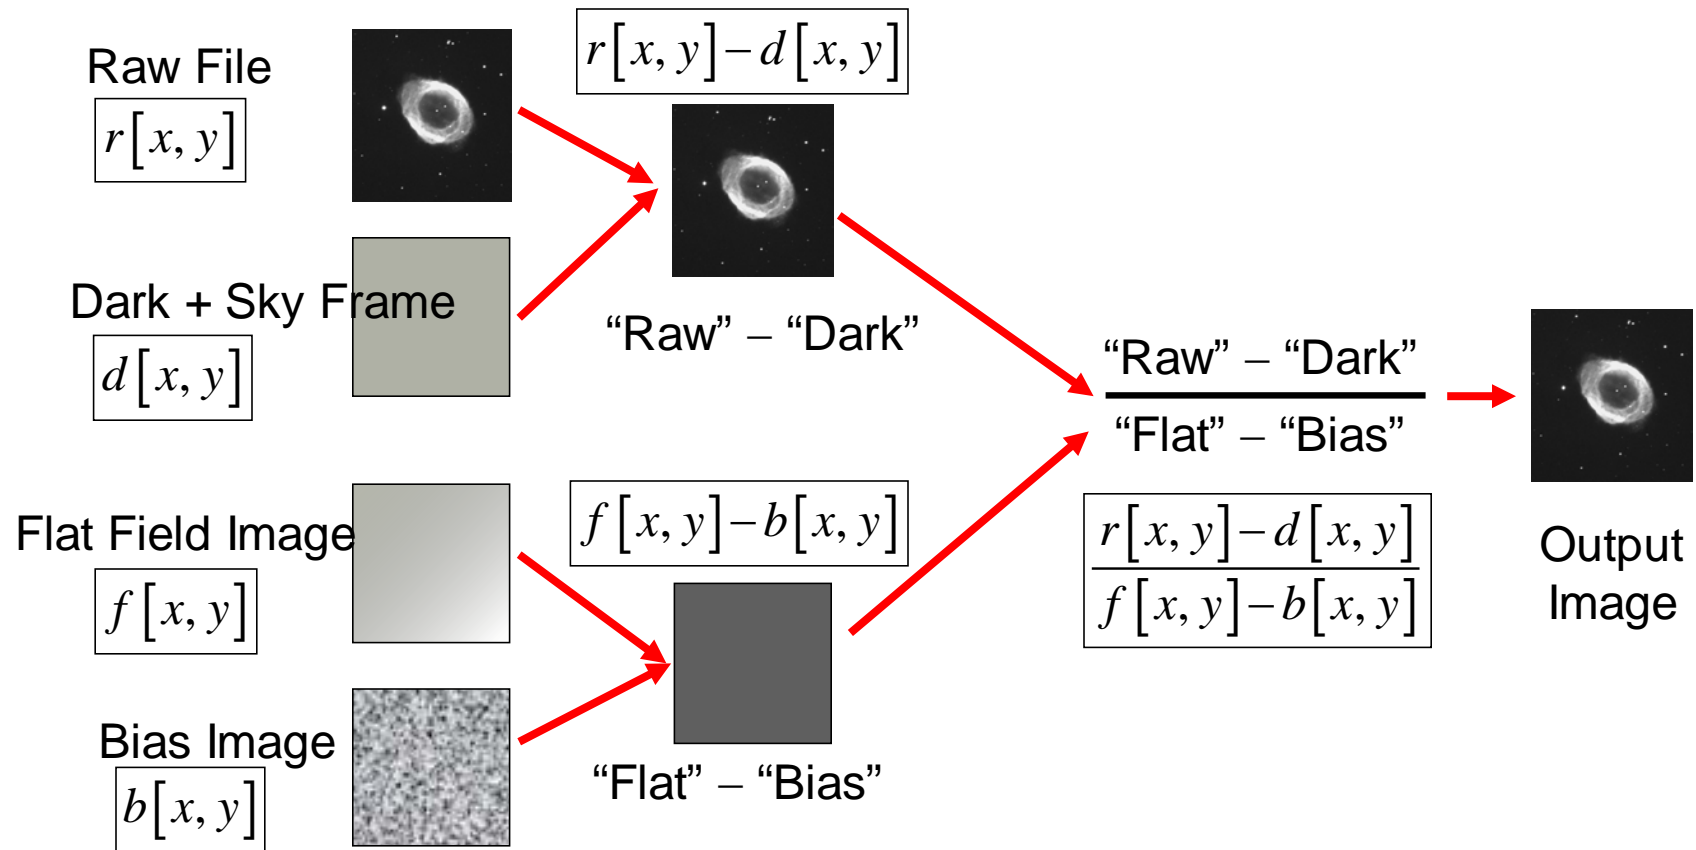 Raw File
r[x, y]
Dark + Sky Frame
d[x, y]
Flat Field Image
f[x, y]
Bias Image
b[x, y]
r[x, y]−d[x, y]
“Raw” – “Dark”
f[x, y]−b[x, y]
“Flat” – “Bias”
“Raw” – “Dark”
“Flat” – “Bias”
r[x, y]−d[x, y]
f[x, y]−b[x, y]
Output
Image